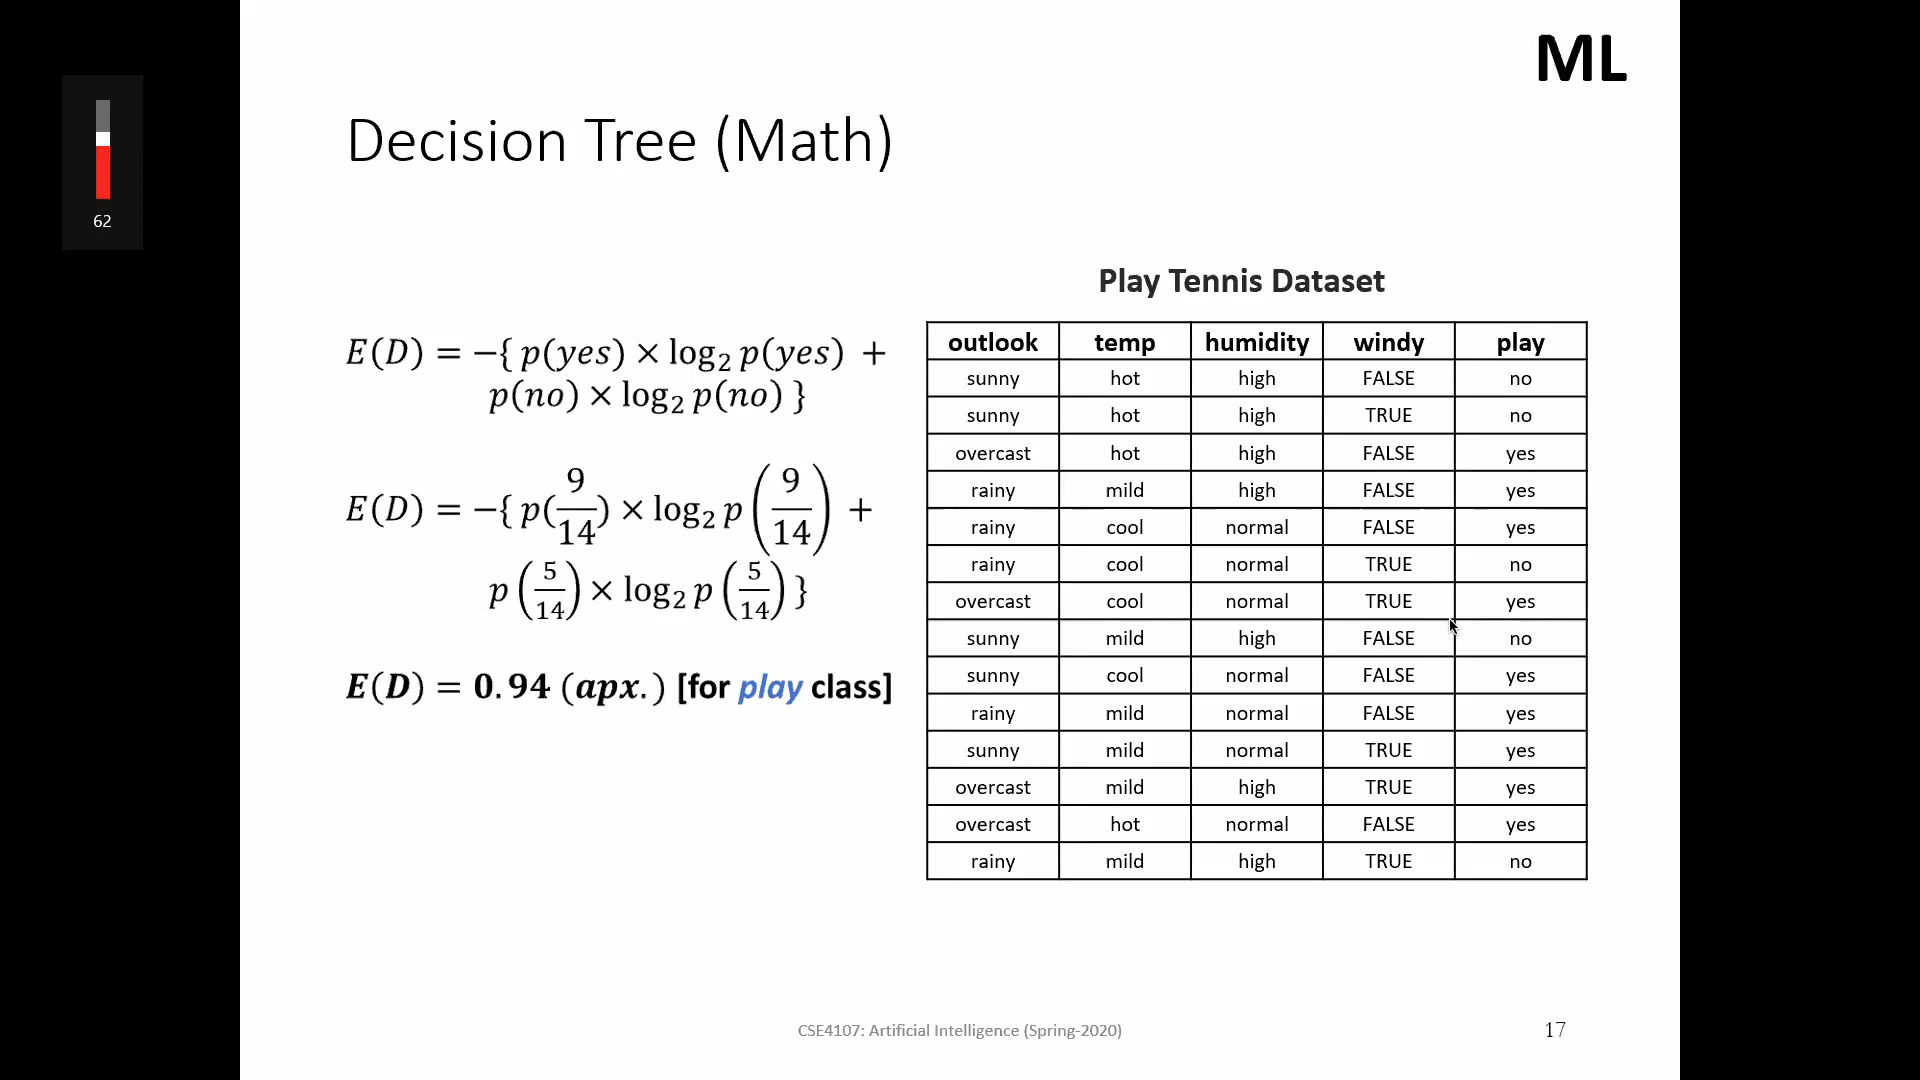 ML
62
Decision Tree (Math)
E(D) = −{ p(yes) × log₂ p(yes) +
p(no) × log₂ p(no) }
E(D) = −{ p(9/14) × log₂ p(9/14) +
p(5/14) × log₂ p(5/14) }
E(D) = 0.94 (apx.) [for play class]
Play Tennis Dataset
outlook temp humidity windy play
sunny hot high FALSE no
sunny hot high TRUE no
overcast hot high FALSE yes
rainy mild high FALSE yes
rainy cool normal FALSE yes
rainy cool normal TRUE no
overcast cool normal TRUE yes
sunny mild high FALSE no
sunny cool normal FALSE yes
rainy mild normal FALSE yes
sunny mild normal TRUE yes
overcast mild high TRUE yes
overcast hot normal FALSE yes
rainy mild high TRUE no
CSE4107: Artificial Intelligence (Spring-2020)
17